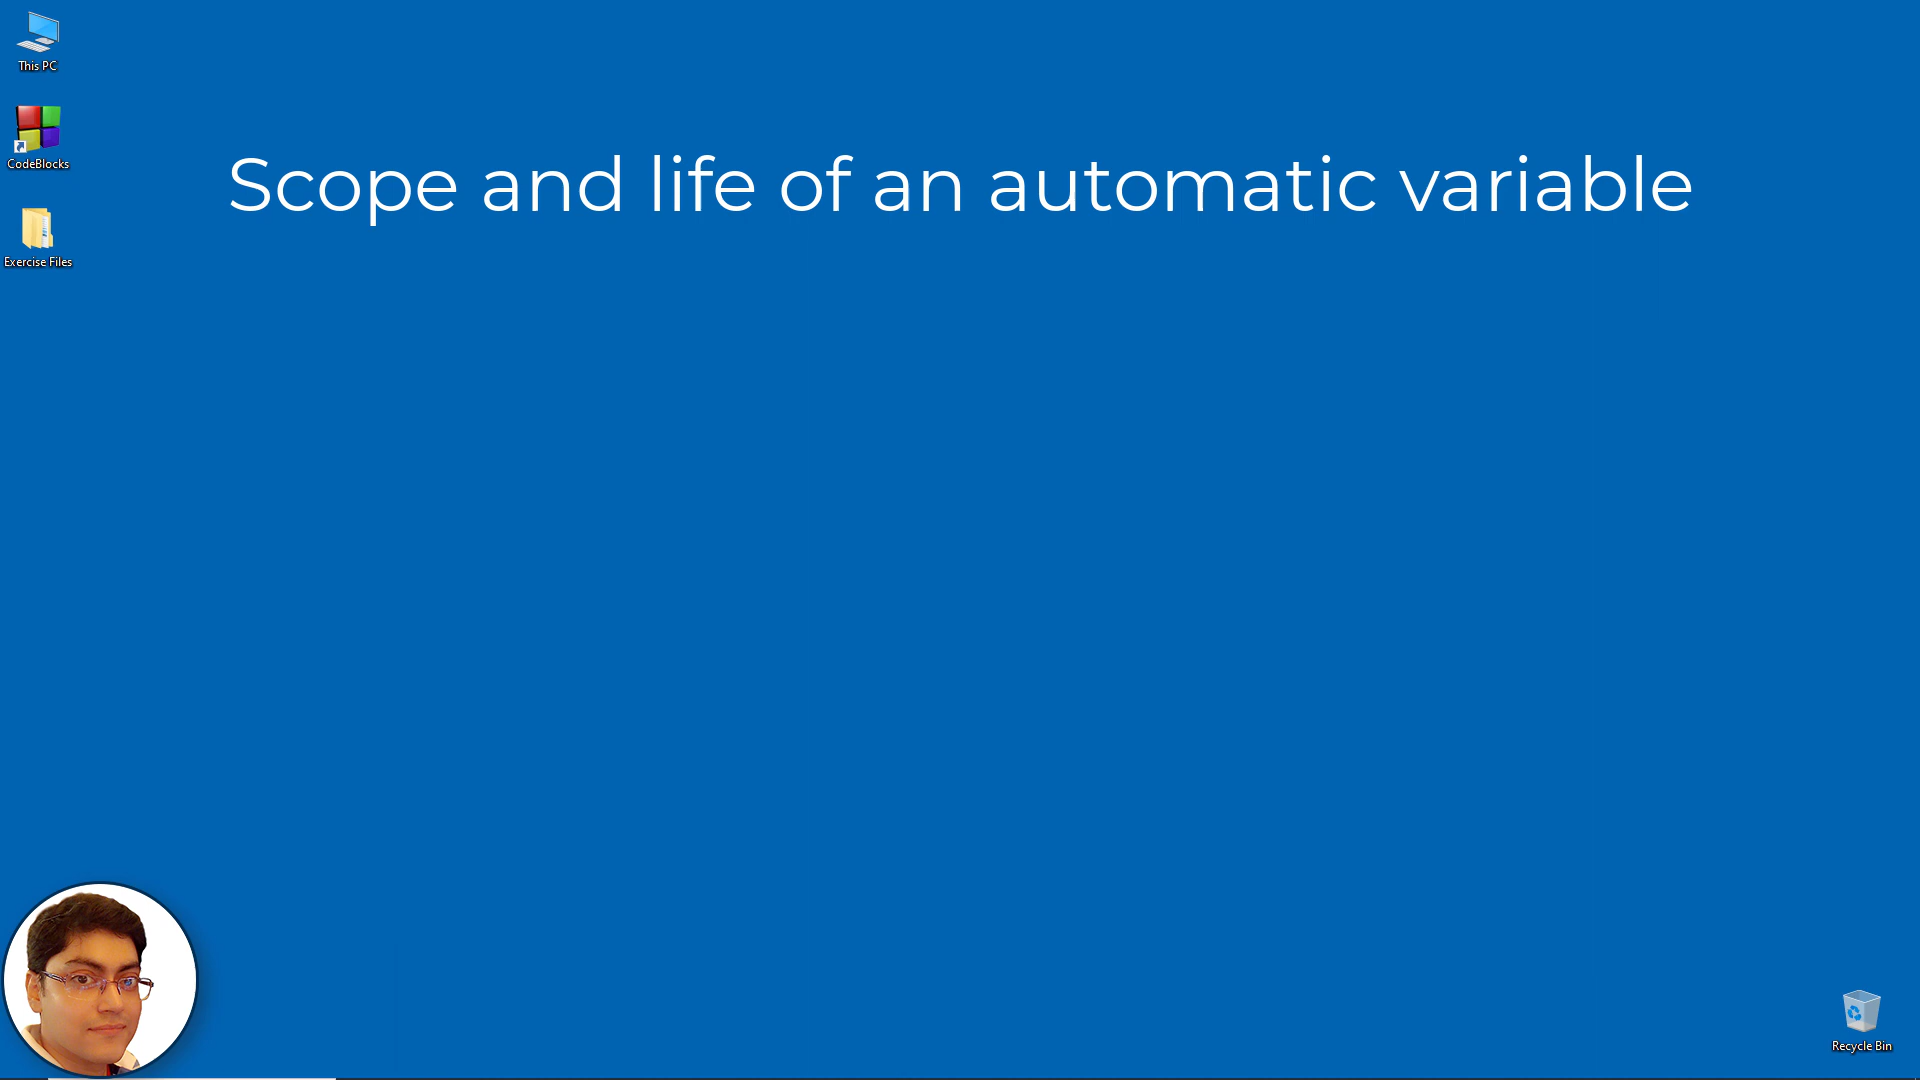 This PC
CodeBlocks
Scope and life of an automatic variable
Exercise Files
Recycle Bin